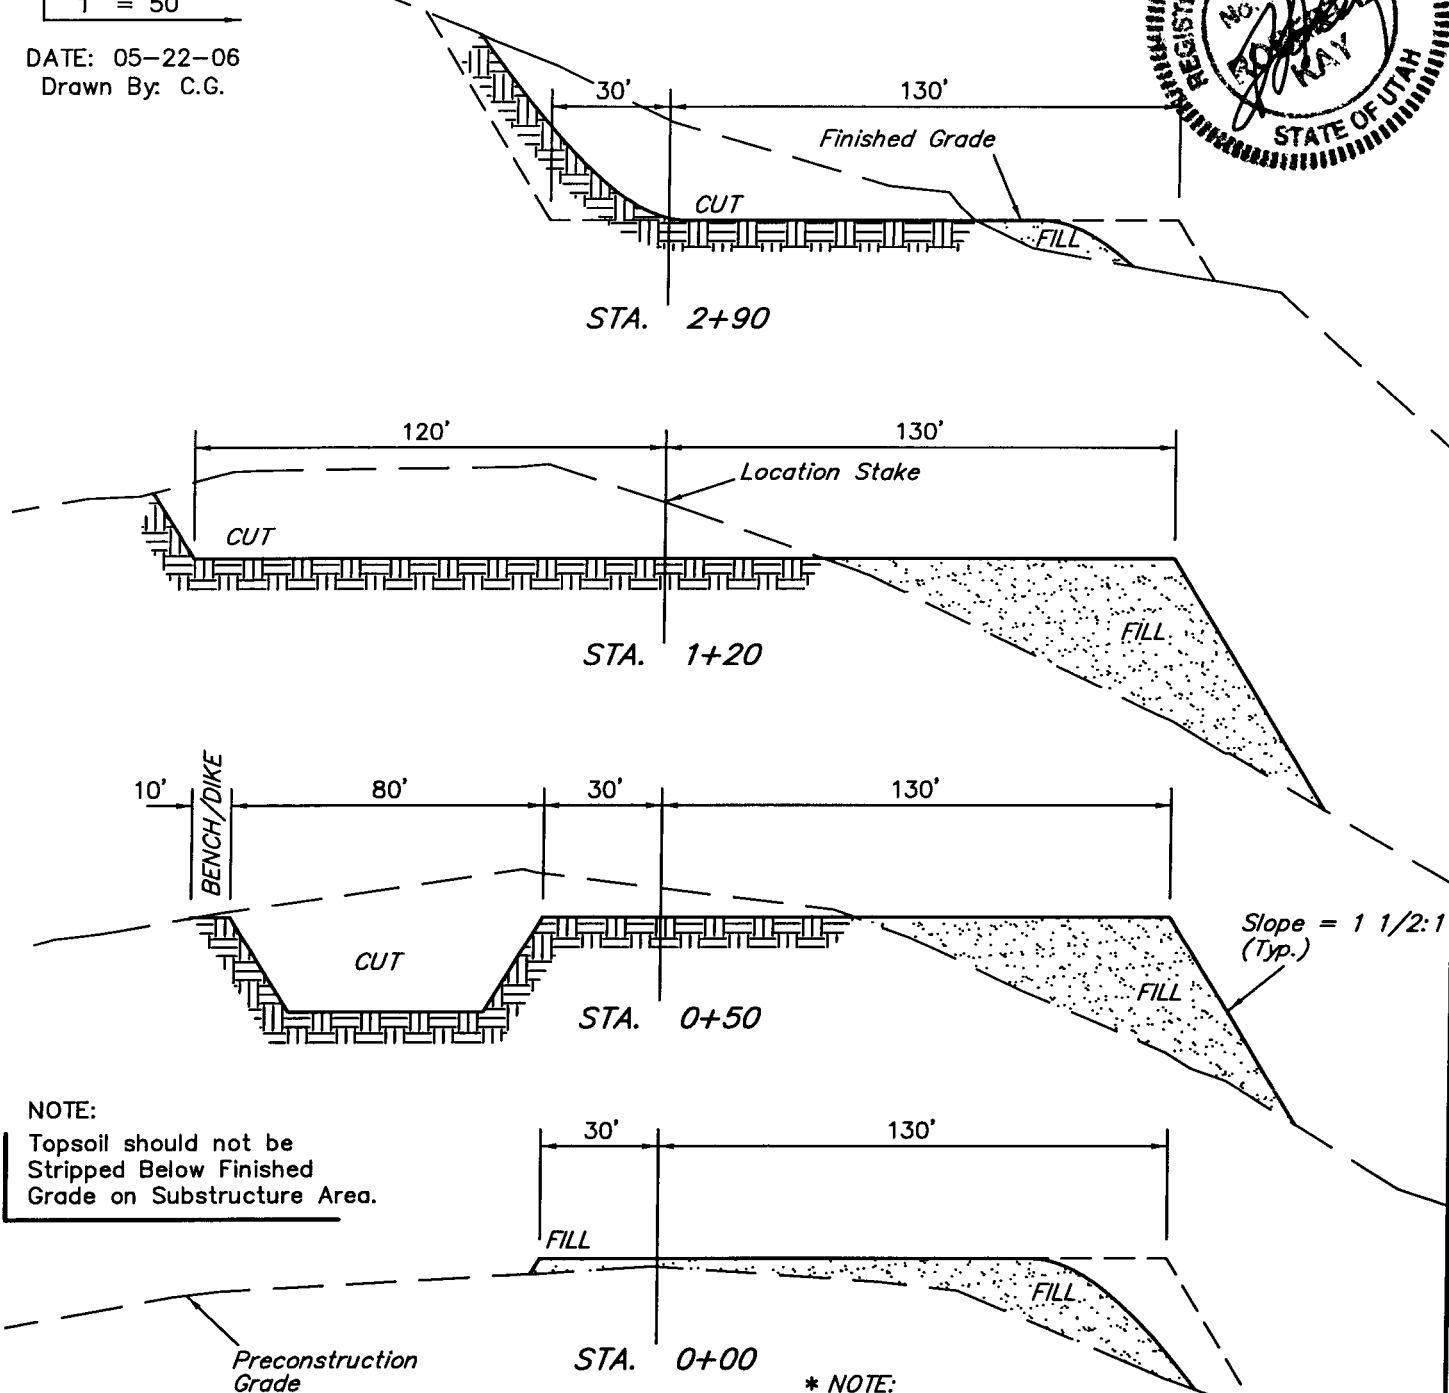 1" = 50'
DATE: 05-22-06
Drawn By: C.G.
REGIST
No.
KAY
STATE OF UTAH
30'
130'
Finished Grade
CUT
FILL
STA. 2+90
120'
130'
Location Stake
CUT
FILL
STA. 1+20
10'
BENCH/DIKE
80'
30'
130'
Slope = 1 1/2:1
(Typ.)
CUT
FILL
STA. 0+50
NOTE:
Topsoil should not be
Stripped Below Finished
Grade on Substructure Area.
30'
130'
FILL
FILL
Preconstruction
Grade
STA. 0+00
* NOTE: